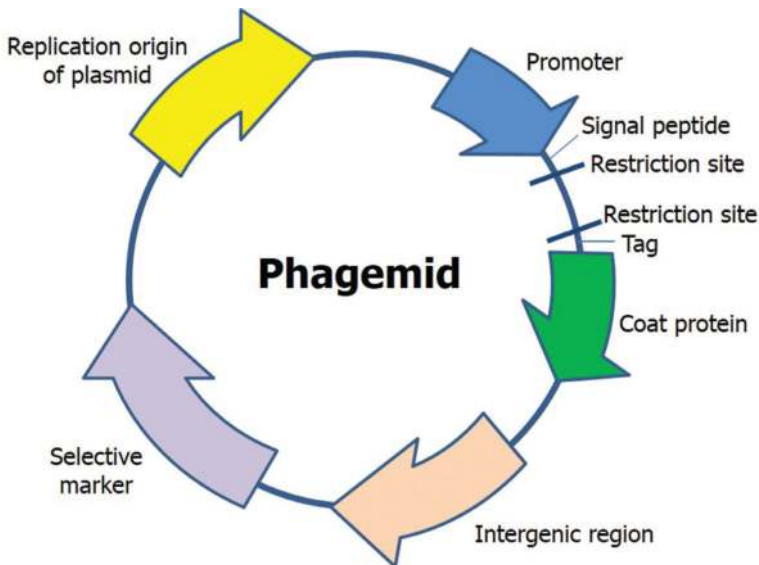 Replication origin
of plasmid
Promoter
Signal peptide
Restriction site
Restriction site
Tag
Phagemid
Coat protein
Selective
marker
Intergenic region